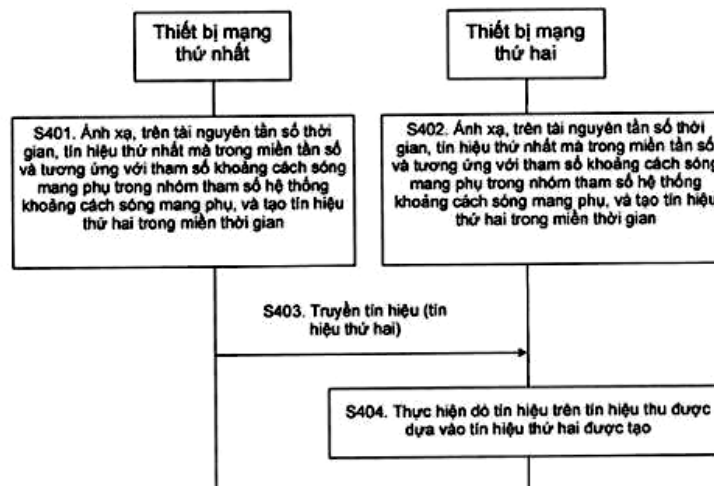 Thiết bị mạng
thứ nhất
Thiết bị mạng
thứ hai
S401. Ánh xạ, trên tài nguyên tần số thời
gian, tín hiệu thứ nhất mà trong miền tần số
và tương ứng với tham số khoảng cách sóng
mang phụ trong nhóm tham số hệ thống
khoảng cách sóng mang phụ, và tạo tín hiệu
thứ hai trong miền thời gian
S402. Ánh xạ, trên tài nguyên tần số thời
gian, tín hiệu thứ nhất mà trong miền tần số
và tương ứng với tham số khoảng cách sóng
mang phụ trong nhóm tham số hệ thống
khoảng cách sóng mang phụ, và tạo tín hiệu
thứ hai trong miền thời gian
S403. Truyền tín hiệu (tín
hiệu thứ hai)
S404. Thực hiện dò tín hiệu trên tín hiệu thu được
dựa vào tín hiệu thứ hai được tạo